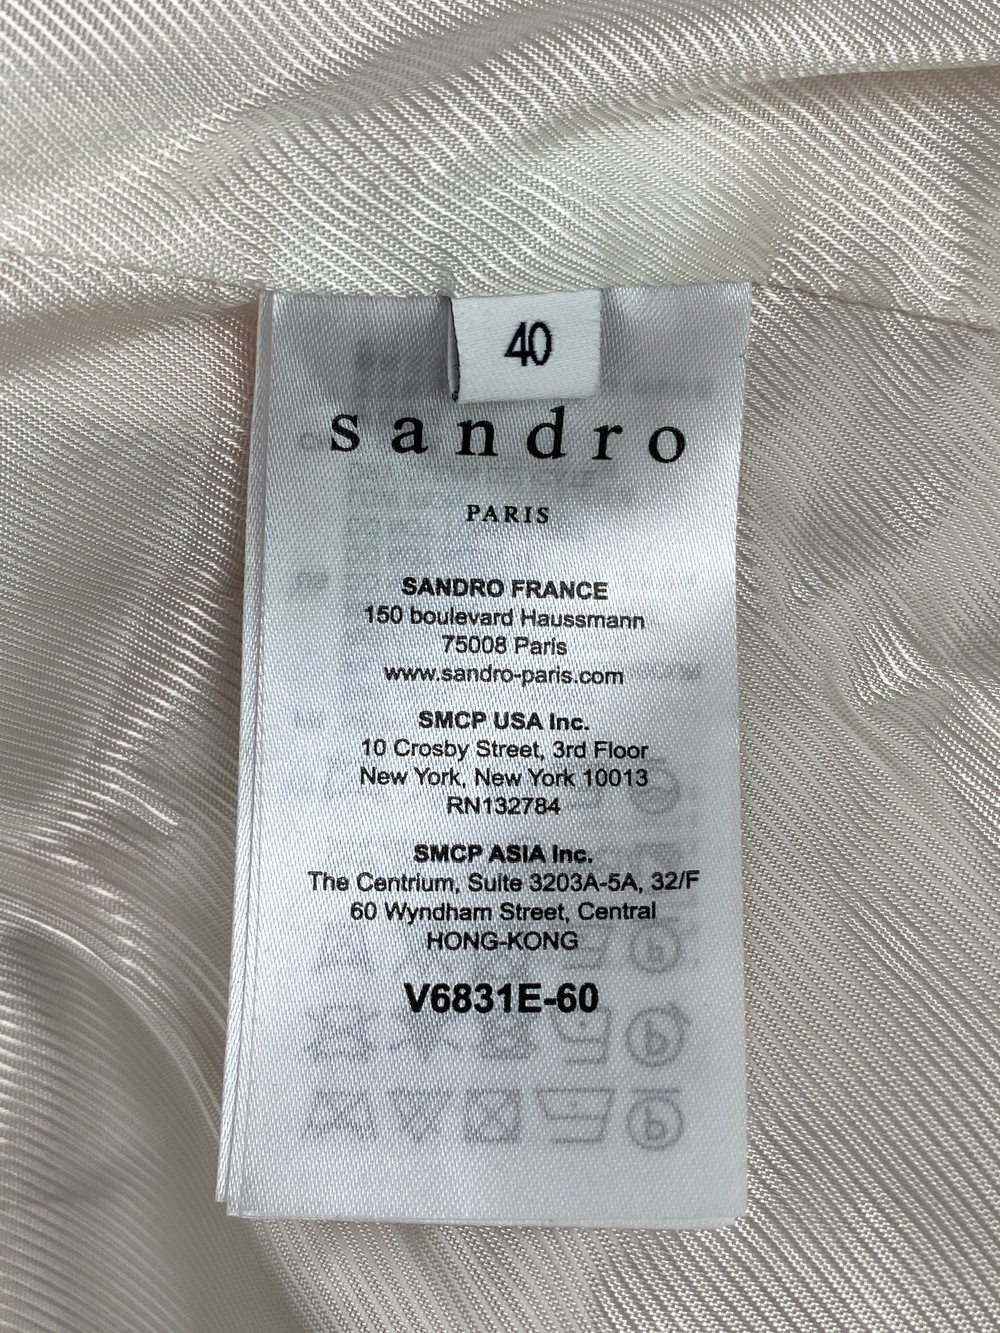 40
sandro
PARIS
SANDRO FRANCE
150 boulevard Haussmann
75008 Paris
www.sandro-paris.com
SMCP USA Inc.
10 Crosby Street, 3rd Floor
New York, New York 10013
RN132784
SMCP ASIA Inc.
The Centrium, Suite 3203A-5A, 32/F
60 Wyndham Street, Central
HONG-KONG
V6831E-60